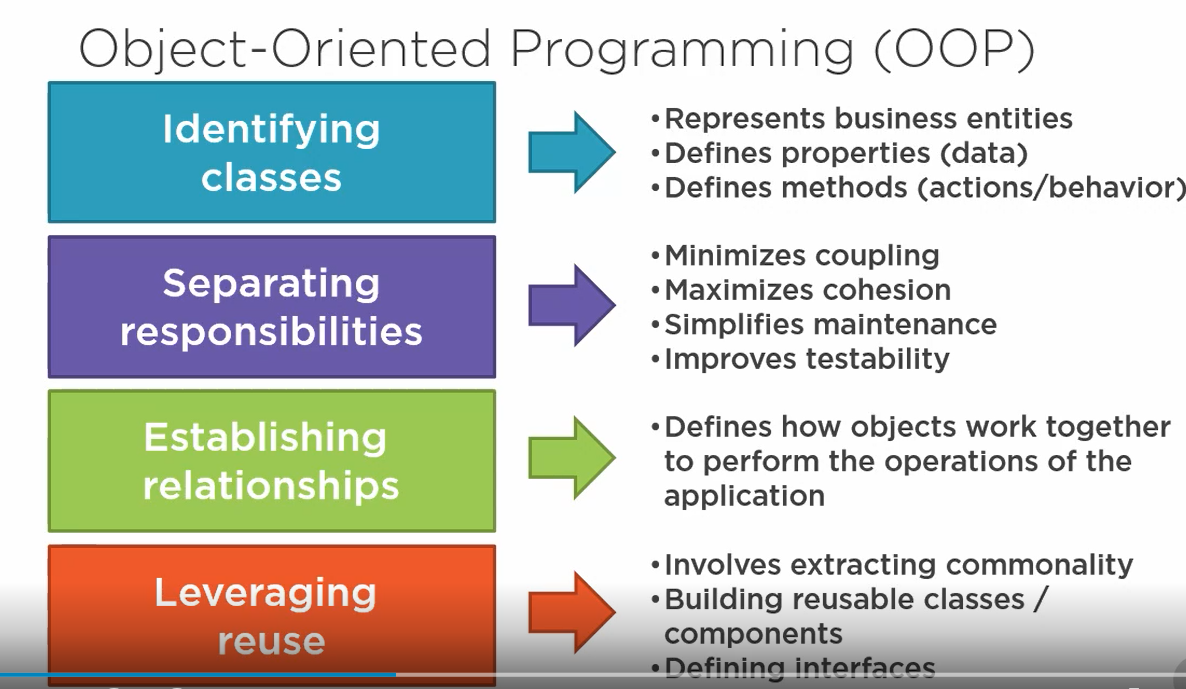 Object-Oriented Programming (OOP)
Identifying
classes
•Represents business entities
•Defines properties (data)
•Defines methods (actions/behavior)
Separating
responsibilities
•Minimizes coupling
•Maximizes cohesion
•Simplifies maintenance
•Improves testability
Establishing
relationships
•Defines how objects work together
to perform the operations of the
application
Leveraging
reuse
•Involves extracting commonality
•Building reusable classes /
components
•Defining interfaces